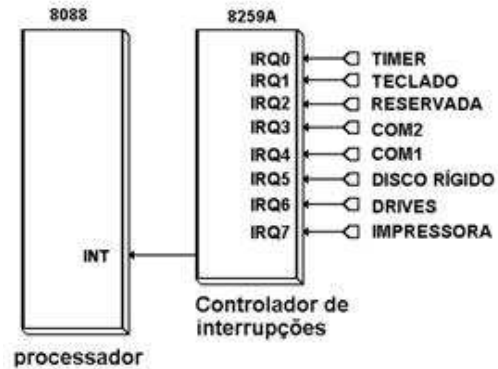 8088 8259A
IRQ0 TIMER
IRQ1 TECLADO
IRQ2 RESERVADA
IRQ3 COM2
IRQ4 COM1
IRQ5 DISCO RÍGIDO
IRQ6 DRIVES
IRQ7 IMPRESSORA
INT
Controlador de
interrupções
processador